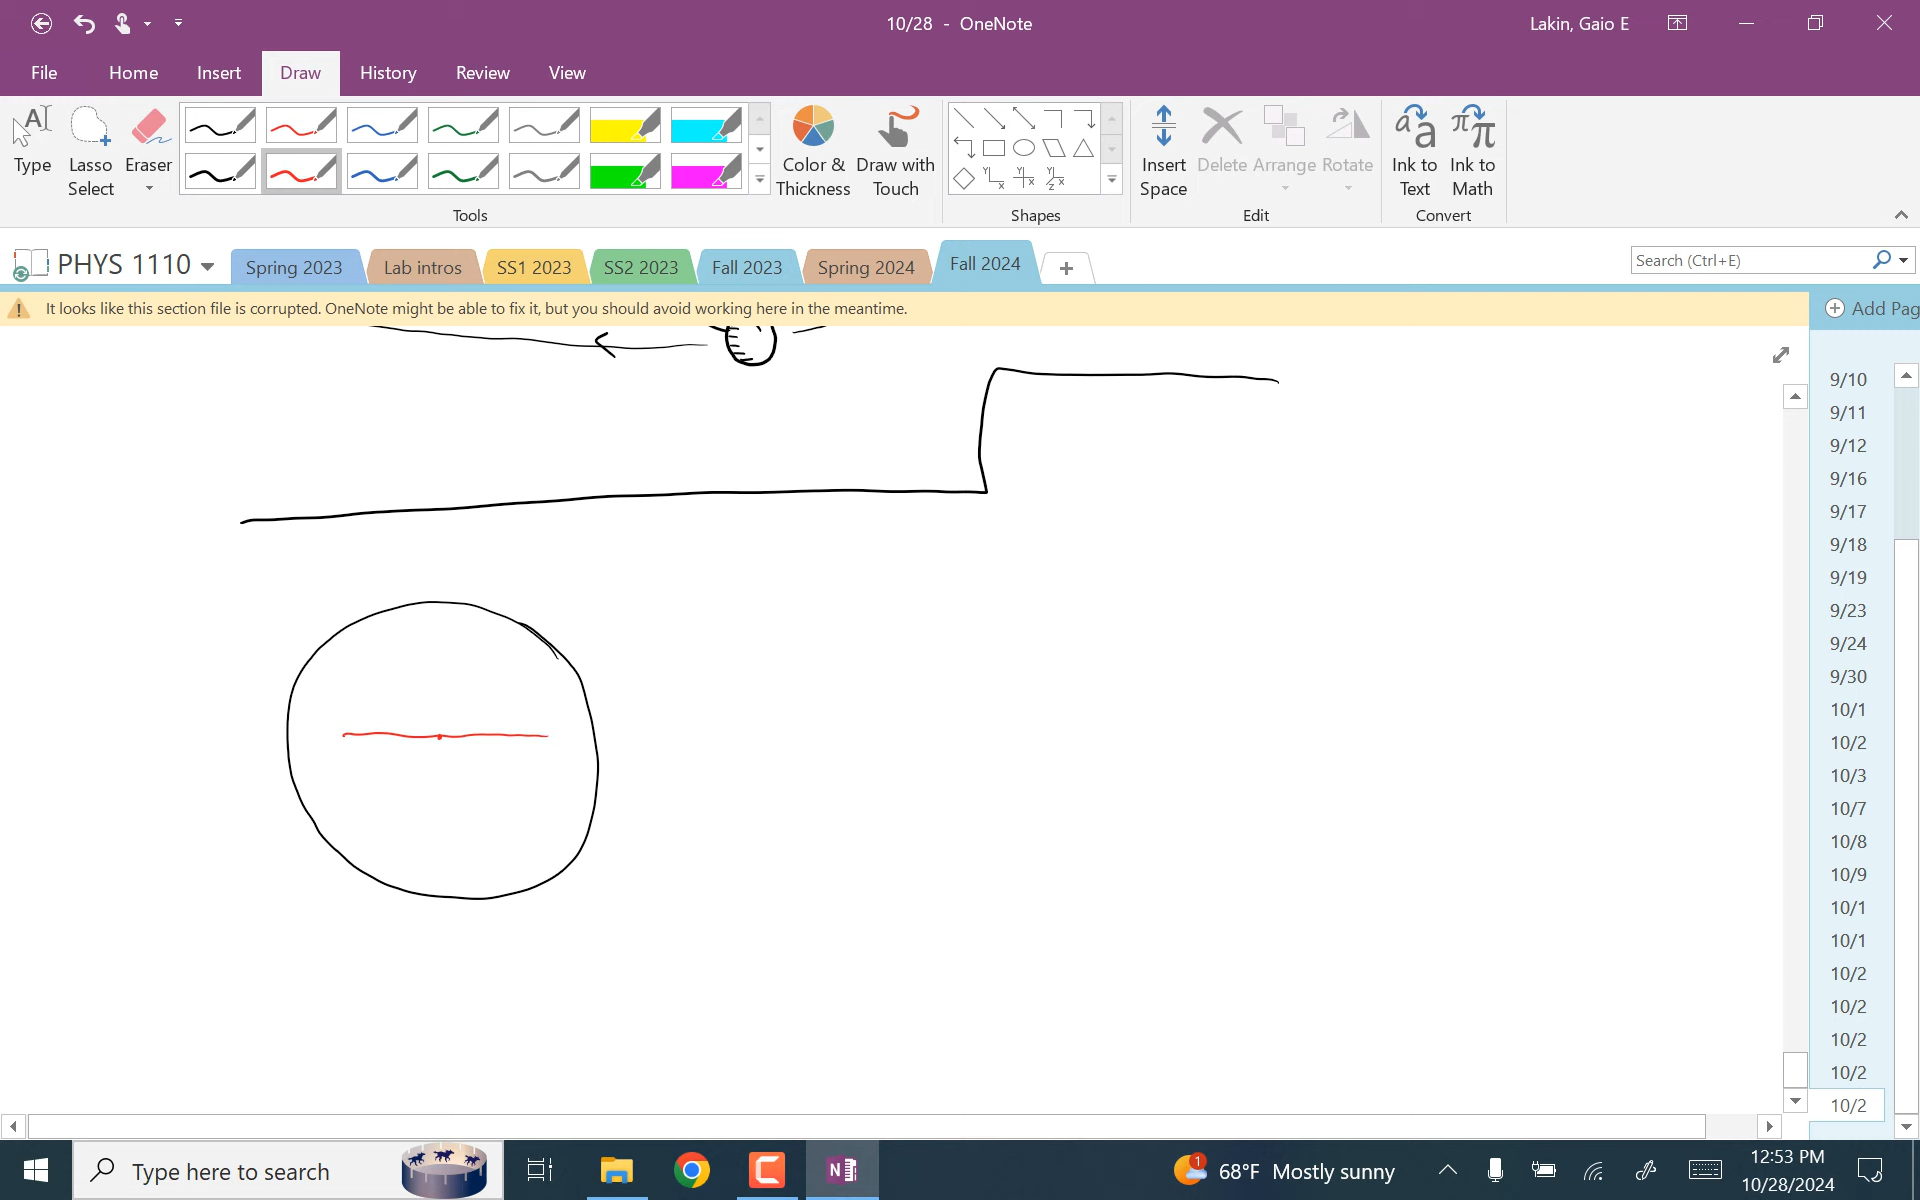 10/28 - OneNote
Lakin, Gaio E
File Home Insert Draw History Review View
Type
Lasso Select
Eraser
Color & Thickness
Draw with Touch
Insert Space
Delete
Arrange
Rotate
Ink to Text
Ink to Math
Tools
Shapes
Edit
Convert
PHYS 1110
Spring 2023
Lab intros
SS1 2023
SS2 2023
Fall 2023
Spring 2024
Fall 2024
Search (Ctrl+E)
It looks like this section file is corrupted. OneNote might be able to fix it, but you should avoid working here in the meantime.
Add Pag
9/10
9/11
9/12
9/16
9/17
9/18
9/19
9/23
9/24
9/30
10/1
10/2
10/3
10/7
10/8
10/9
10/1
10/1
10/2
10/2
10/2
10/2
10/2
Type here to search
1
68°F Mostly sunny
12:53 PM
10/28/2024